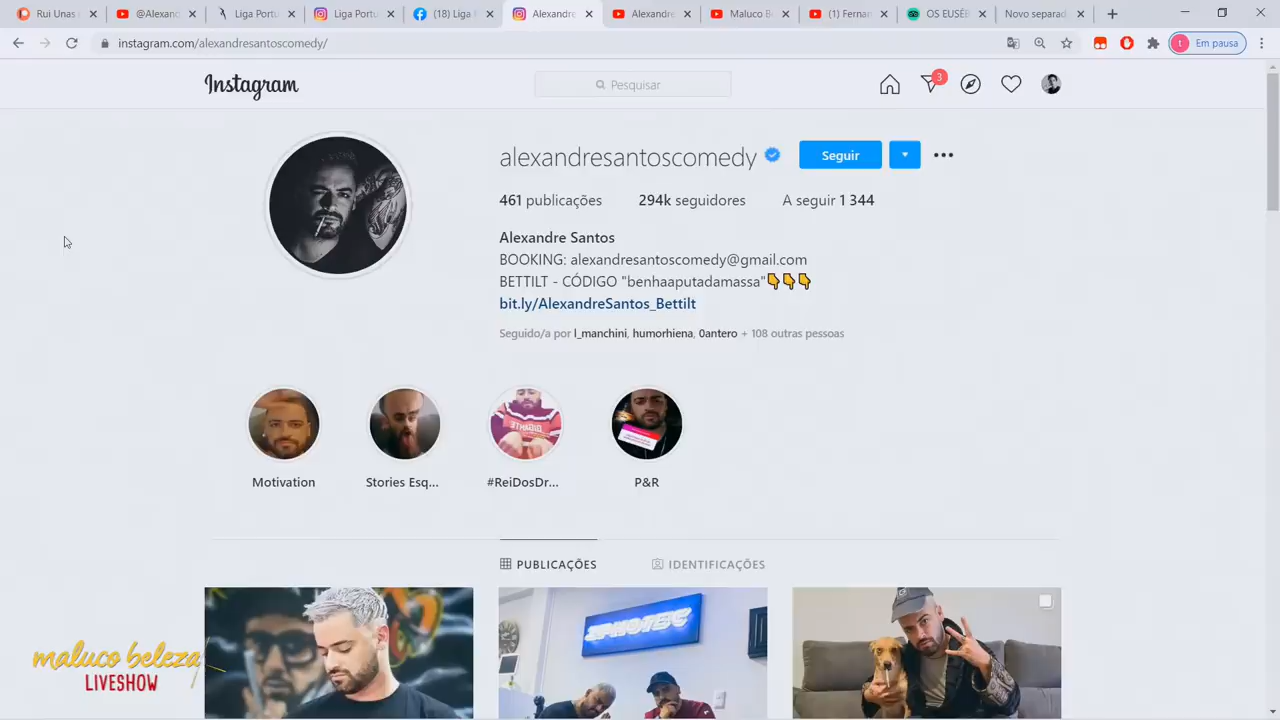 Rui Unas
@Alexand
Liga Portu
Liga Portu
(18) Liga
Alexandre
Alexandre
Maluco B
(1) Fernan
OS EUSÉB
Novo separad
instagram.com/alexandresantoscomedy/
Em pausa
Instagram
Pesquisar
3
alexandresantoscomedy
Seguir
461 publicações 294k seguidores A seguir 1 344
Alexandre Santos
BOOKING: alexandresantoscomedy@gmail.com
BETTILT - CÓDIGO "benhaaputadamassa"👇👇👇
bit.ly/AlexandreSantos_Bettilt
Seguido/a por l_manchini, humorhiena, 0antero + 108 outras pessoas
Motivation
Stories Esq...
#ReiDosDr...
P&R
PUBLICAÇÕES
IDENTIFICAÇÕES
maluco beleza
LIVESHOW